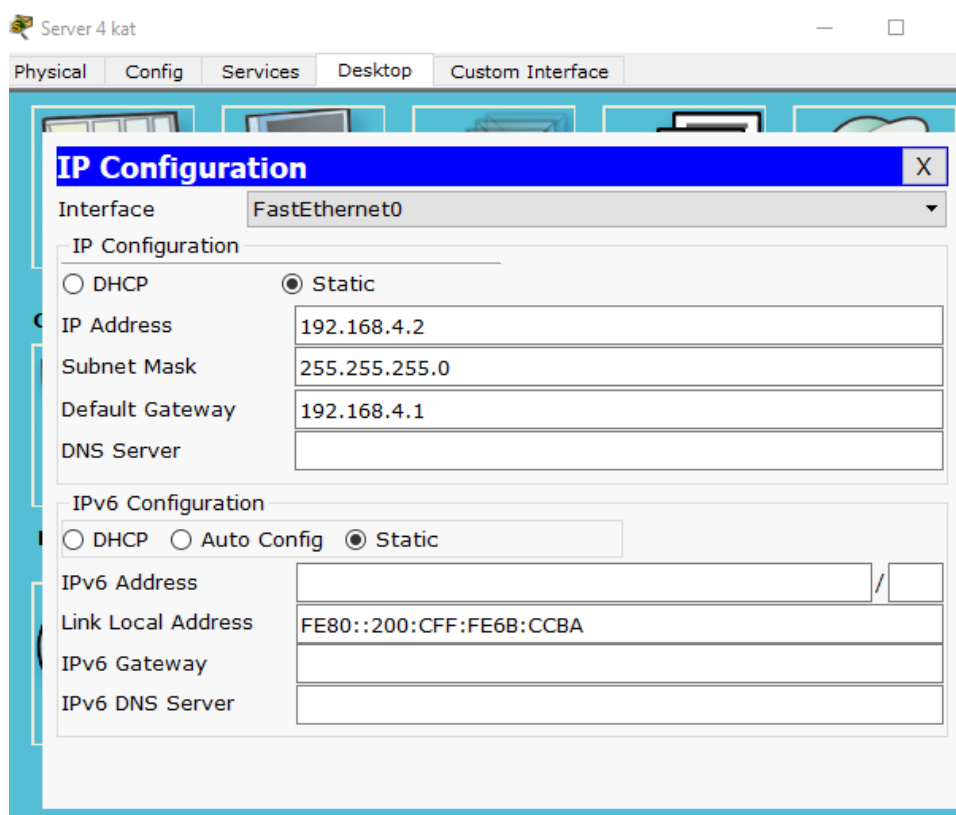 Server 4 kat
Physical Config Services Desktop Custom Interface
IP Configuration X
Interface FastEthernet0
IP Configuration
DHCP Static
IP Address 192.168.4.2
Subnet Mask 255.255.255.0
Default Gateway 192.168.4.1
DNS Server
IPv6 Configuration
DHCP Auto Config Static
IPv6 Address /
Link Local Address FE80::200:CFF:FE6B:CCBA
IPv6 Gateway
IPv6 DNS Server